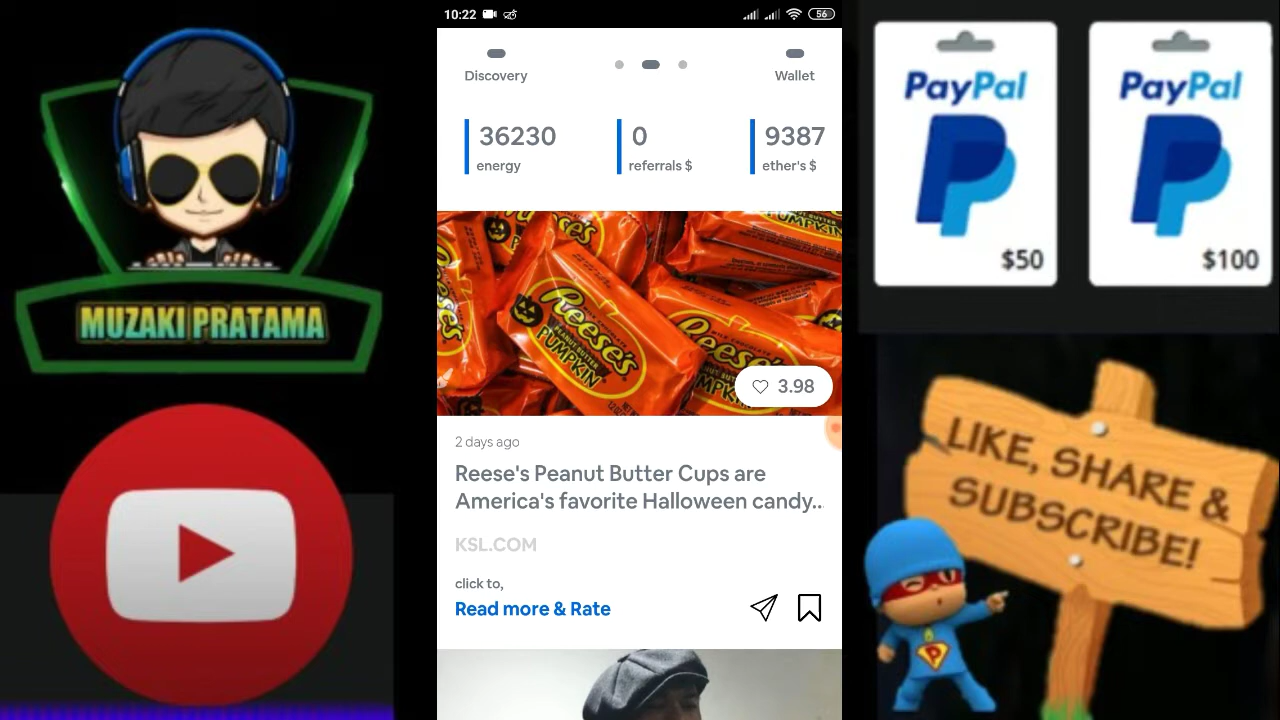 MUZAKI PRATAMA
10:22
56
Discovery
Wallet
36230
energy
0
referrals $
9387
ether's $
Reese's
PEANUT BUTTER
PUMPKIN
Reese's
3.98
2 days ago
Reese's Peanut Butter Cups are
America's favorite Halloween candy..
KSL.COM
click to,
Read more & Rate
PayPal
$50
PayPal
$100
LIKE, SHARE &
SUBSCRIBE!
P